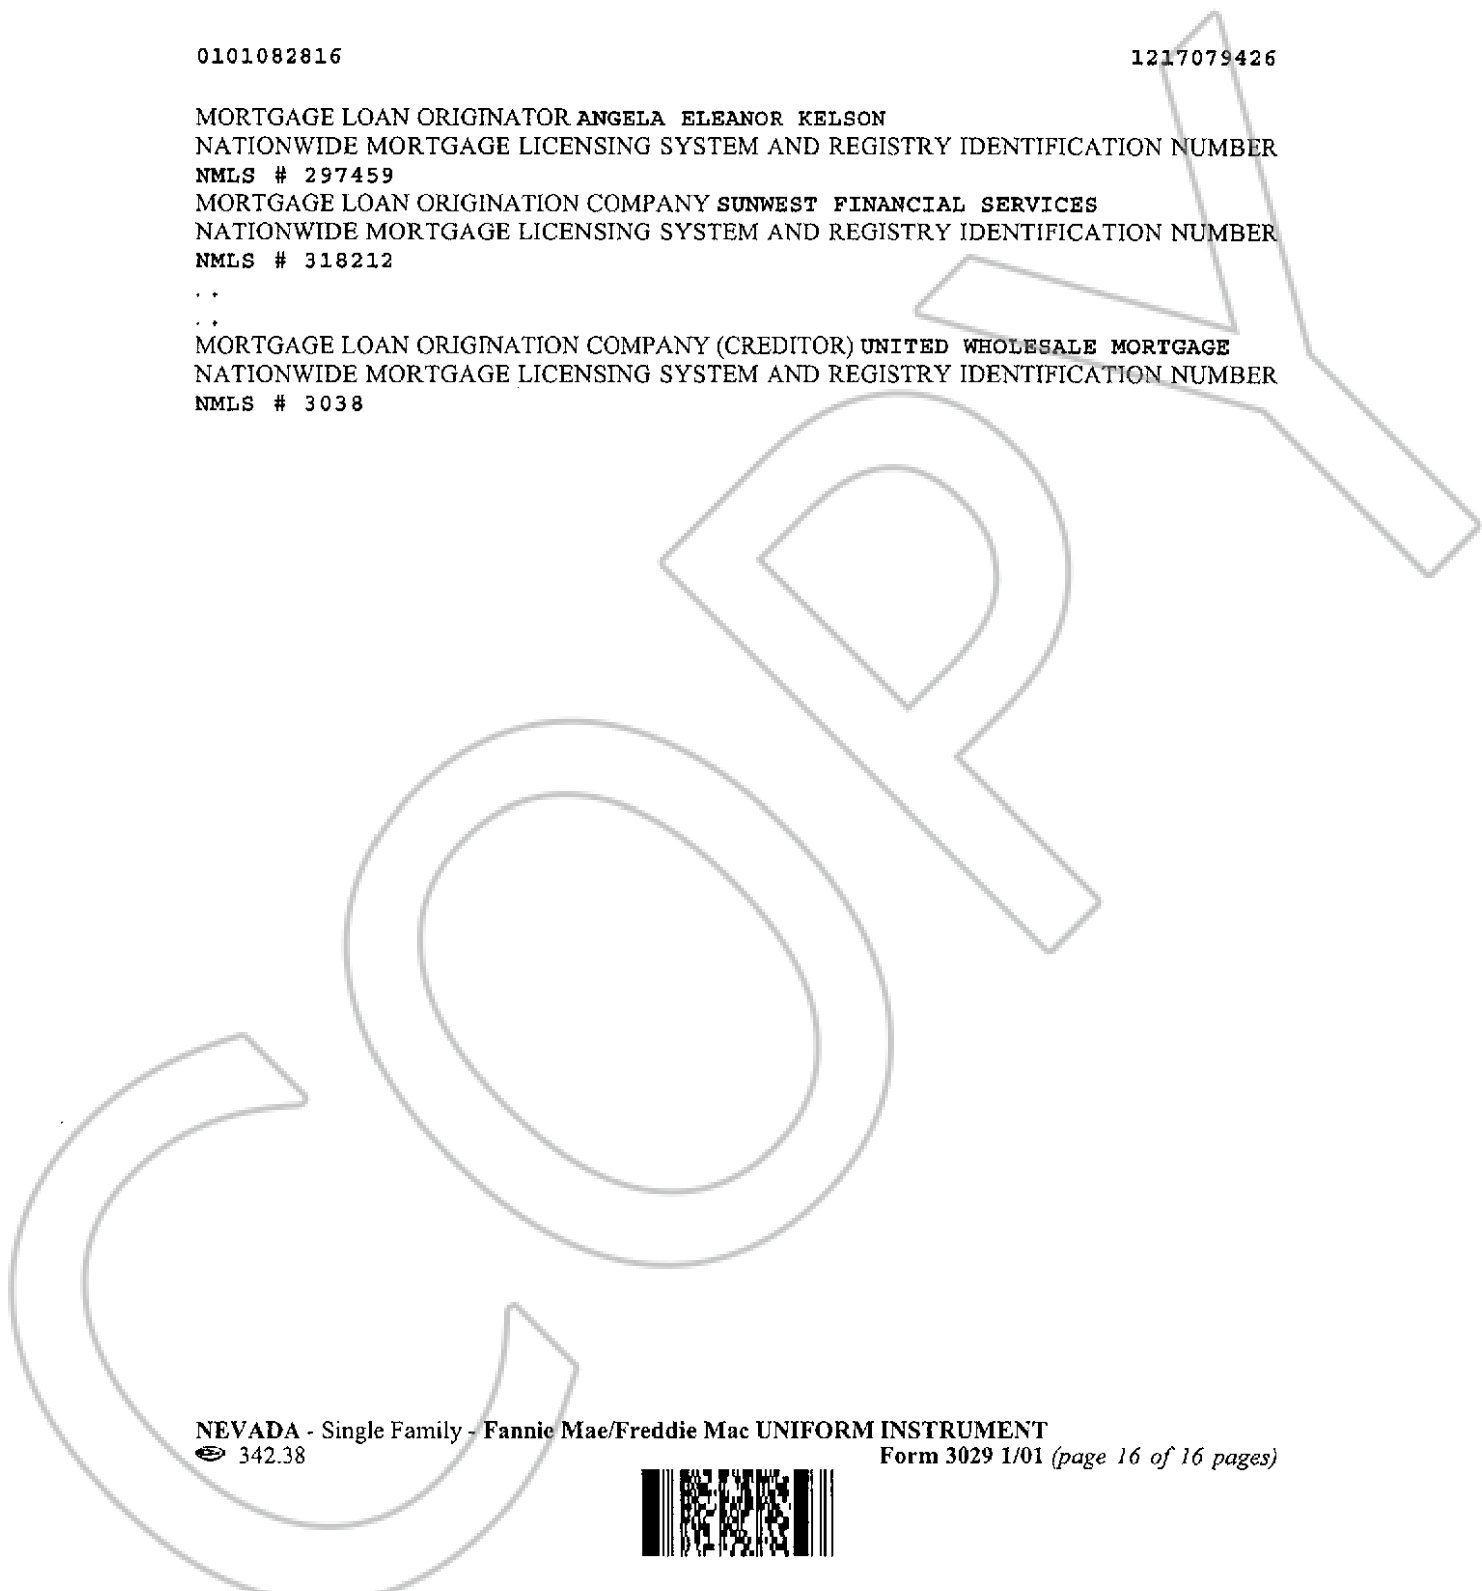 0101082816 1217079426
MORTGAGE LOAN ORIGINATOR ANGELA ELEANOR KELSON
NATIONWIDE MORTGAGE LICENSING SYSTEM AND REGISTRY IDENTIFICATION NUMBER
NMLS # 297459
MORTGAGE LOAN ORIGINATION COMPANY SUNWEST FINANCIAL SERVICES
NATIONWIDE MORTGAGE LICENSING SYSTEM AND REGISTRY IDENTIFICATION NUMBER
NMLS # 318212
MORTGAGE LOAN ORIGINATION COMPANY (CREDITOR) UNITED WHOLESALE MORTGAGE
NATIONWIDE MORTGAGE LICENSING SYSTEM AND REGISTRY IDENTIFICATION NUMBER
NMLS # 3038
COPY
NEVADA - Single Family - Fannie Mae/Freddie Mac UNIFORM INSTRUMENT
342.38 Form 3029 1/01 (page 16 of 16 pages)